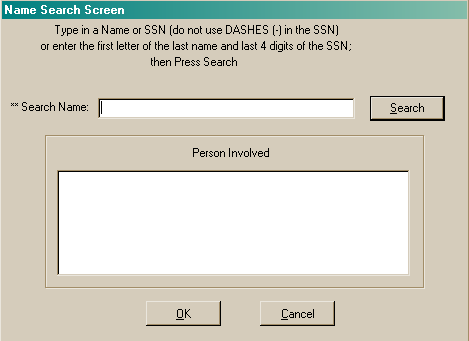 Name Search Screen
Type in a Name or SSN (do not use DASHES (-) in the SSN)
or enter the first letter of the last name and last 4 digits of the SSN;
then Press Search
** Search Name:
Search
Person Involved
OK
Cancel